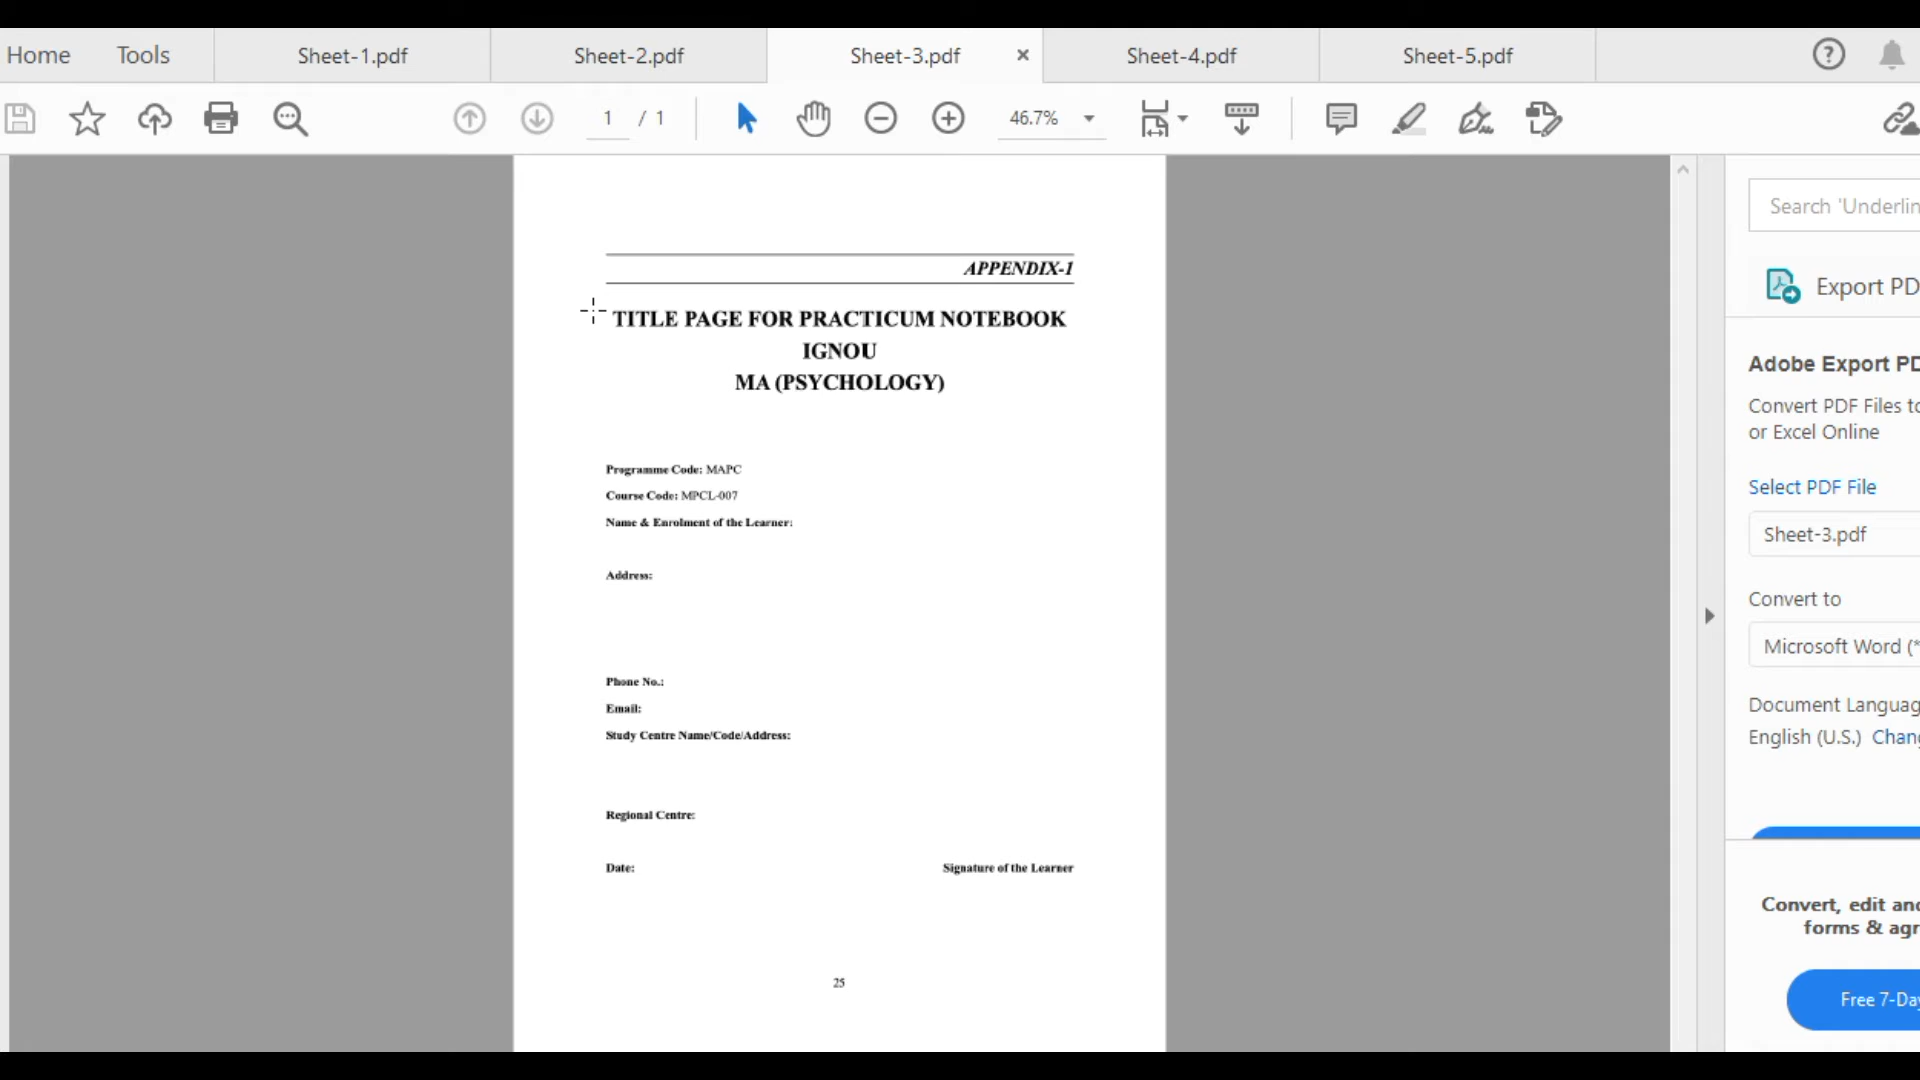 Home Tools Sheet-1.pdf Sheet-2.pdf Sheet-3.pdf × Sheet-4.pdf Sheet-5.pdf
1 / 1 46.7%
APPENDIX-1
TITLE PAGE FOR PRACTICUM NOTEBOOK
IGNOU
MA (PSYCHOLOGY)
Programme Code: MAPC
Course Code: MPCL-007
Name & Enrolment of the Learner:
Address:
Phone No.:
Email:
Study Centre Name/Code/Address:
Regional Centre:
Date: Signature of the Learner
25
Search 'Underlin
Export PD
Adobe Export PD
Convert PDF Files to
or Excel Online
Select PDF File
Sheet-3.pdf
Convert to
Microsoft Word (*
Document Languag
English (U.S.) Chang
Convert, edit and
forms & agr
Free 7-Day